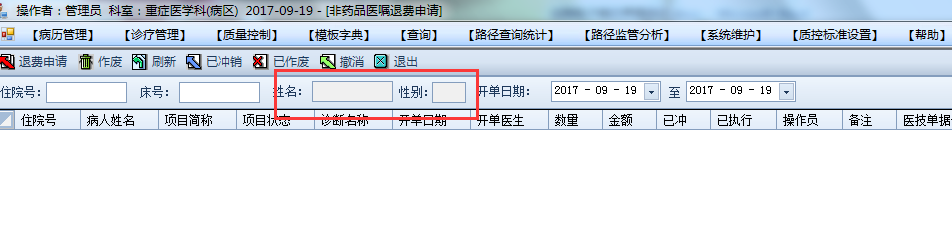 操作者：管理员 科室：重症医学科(病区) 2017-09-19 - [非药品医嘱退费申请]
【病历管理】 【诊疗管理】 【质量控制】 【模板字典】 【查询】 【路径查询统计】 【路径监管分析】 【系统维护】 【质控标准设置】 【帮助】
退费申请 作废 刷新 已冲销 已作废 撤消 退出
住院号： 床号： 姓名： 性别： 开单日期： 2017 - 09 - 19 至 2017 - 09 - 19
住院号 病人姓名 项目简称 项目状态 诊断名称 开单日期 开单医生 数量 金额 已冲 已执行 操作员 备注 医技单据